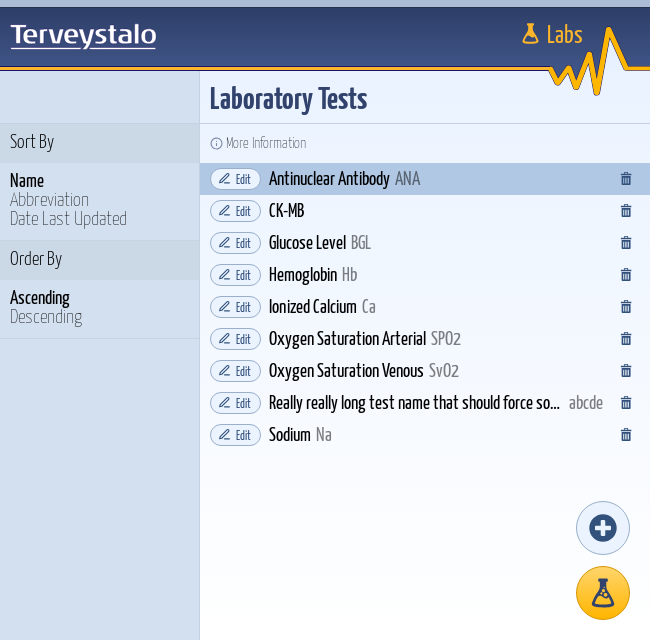 Terveystalo
Labs
Laboratory Tests
Sort By
Name
Abbreviation
Date Last Updated
Order By
Ascending
Descending
More Information
Edit Antinuclear Antibody ANA
Edit CK-MB
Edit Glucose Level BGL
Edit Hemoglobin Hb
Edit Ionized Calcium Ca
Edit Oxygen Saturation Arterial SPO2
Edit Oxygen Saturation Venous SvO2
Edit Really really long test name that should force so... abcde
Edit Sodium Na